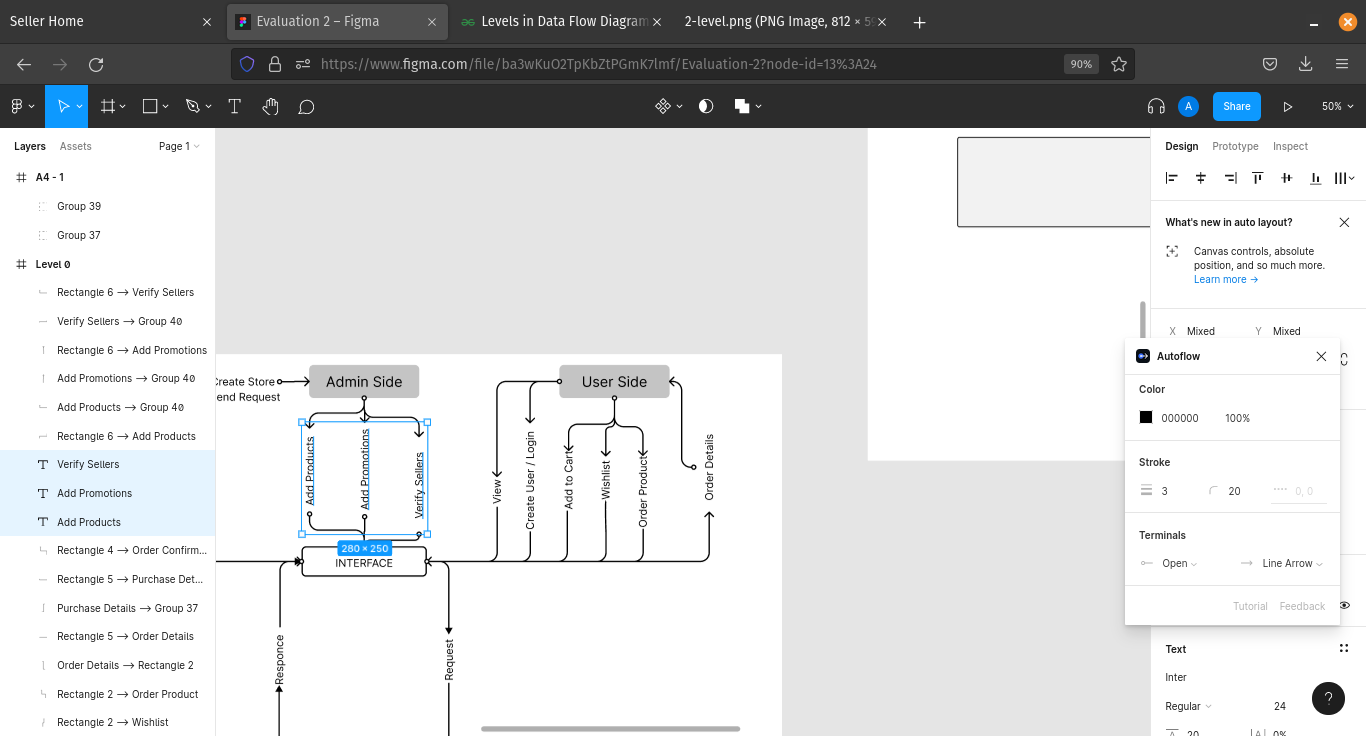 Seller Home
Evaluation 2 – Figma
Levels in Data Flow Diagram
2-level.png (PNG Image, 812 × 59
https://www.figma.com/file/ba3wKuO2TpKbZtPGmK7lmf/Evaluation-2?node-id=13%3A24
90%
A
Share
50%
Layers
Assets
Page 1
A4 - 1
Group 39
Group 37
Level 0
Rectangle 6 –> Verify Sellers
Verify Sellers –> Group 40
Rectangle 6 –> Add Promotions
Add Promotions –> Group 40
Add Products –> Group 40
Rectangle 6 –> Add Products
Verify Sellers
Add Promotions
Add Products
Rectangle 4 –> Order Confirm...
Rectangle 5 –> Purchase Det...
Purchase Details –> Group 37
Rectangle 5 –> Order Details
Order Details –> Rectangle 2
Rectangle 2 –> Order Product
Rectangle 2 –> Wishlist
Create Store
end Request
Admin Side
Add Products
Add Promotions
Verify Sellers
280 × 250
INTERFACE
Responce
Request
User Side
View
Create User / Login
Add to Cart
Wishlist
Order Product
Order Details
Design
Prototype
Inspect
What's new in auto layout?
Canvas controls, absolute
position, and so much more.
Learn more →
X Mixed
Y Mixed
Autoflow
Color
000000 100%
Stroke
3
20
0, 0
Terminals
Open
Line Arrow
Tutorial
Feedback
Text
Inter
Regular
24
20
0%
?